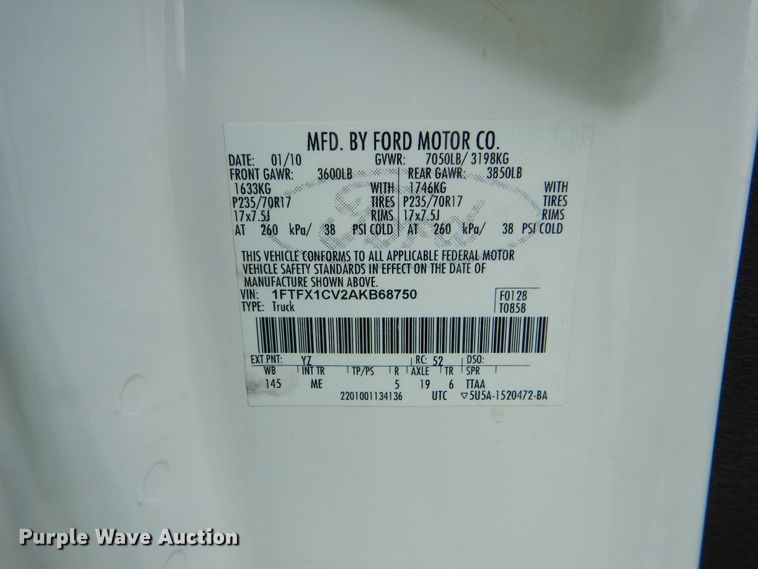 MFD. BY FORD MOTOR CO.
DATE: 01/10 GVWR: 7050LB/ 3198KG
FRONT GAWR: 3600LB REAR GAWR: 3850LB
1633KG WITH 1746KG WITH
P235/70R17 TIRES P235/70R17 TIRES
17x7.5J RIMS 17x7.5J RIMS
AT 260 kPa/ 38 PSI COLD AT 260 kPa/ 38 PSI COLD
THIS VEHICLE CONFORMS TO ALL APPLICABLE FEDERAL MOTOR
VEHICLE SAFETY STANDARDS IN EFFECT ON THE DATE OF
MANUFACTURE SHOWN ABOVE.
VIN: 1FTFX1CV2AKB68750 F0128
TYPE: Truck T0858
EXT PNT: YZ RC: 52 DSO:
WB INT TR TP/PS R AXLE TR SPR
145 ME 5 19 6 TTAA
2201001134136 UTC ▽5U5A-1520472-BA
Purple Wave Auction